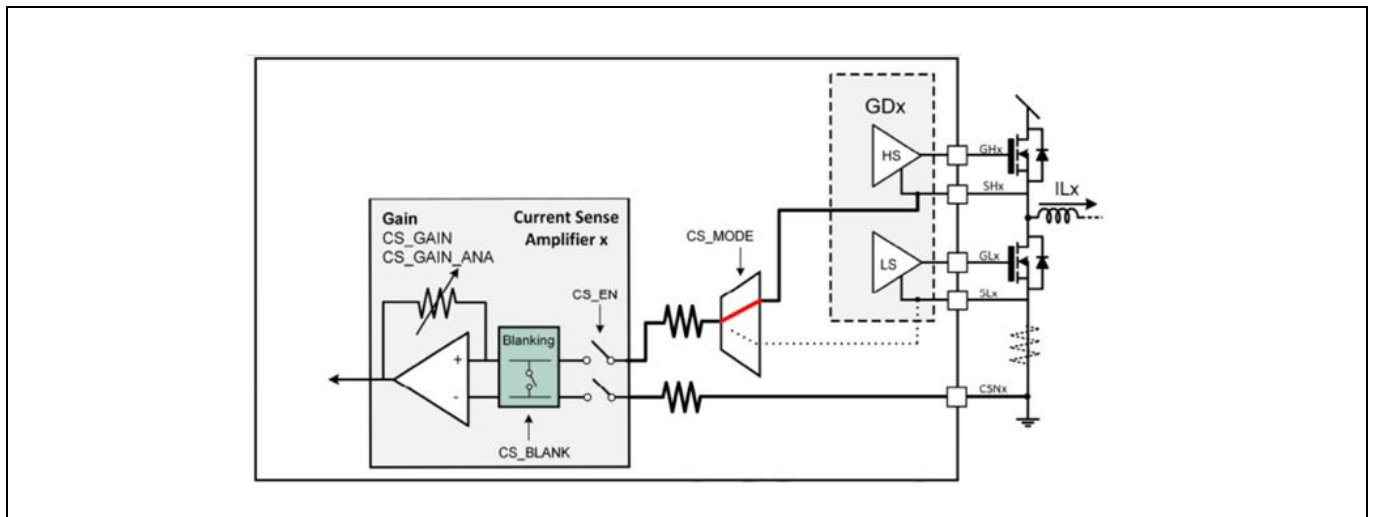 GDx
HS
GHx
SHx
ILx
Gain
CS_GAIN
CS_GAIN_ANA
Current Sense
Amplifier x
CS_MODE
LS
GLx
SLx
CS_EN
Blanking
+
-
CSNx
CS_BLANK